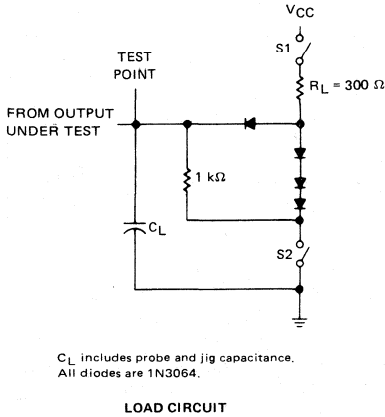 VCC
S1
TEST
POINT
RL = 300 Ω
FROM OUTPUT
UNDER TEST
1 kΩ
CL
S2
CL includes probe and jig capacitance.
All diodes are 1N3064.
LOAD CIRCUIT